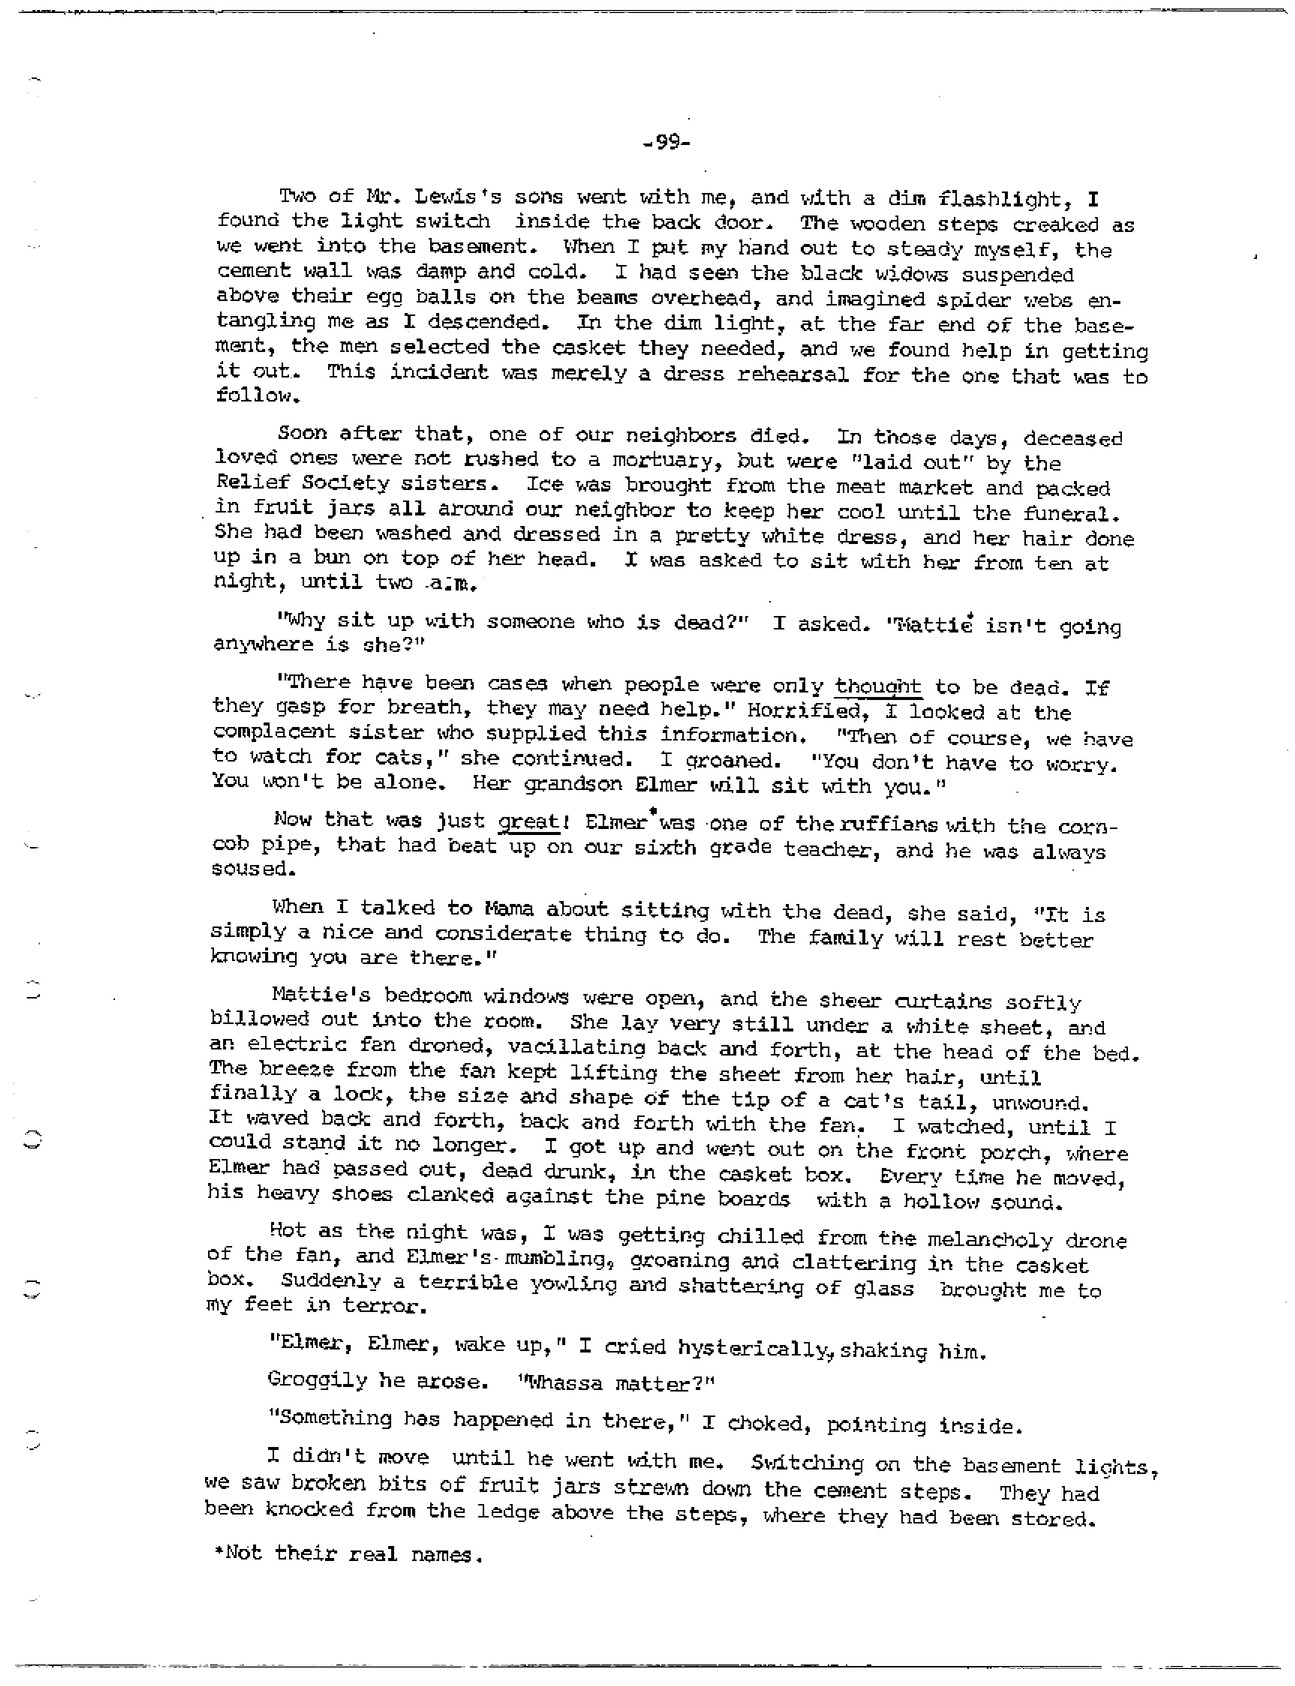 -99-
Two of Mr. Lewis's sons went with me, and with a dim flashlight, I
found the light switch inside the back door. The wooden steps creaked as
we went into the basement. When I put my hand out to steady myself, the
cement wall was damp and cold. I had seen the black widows suspended
above their egg balls on the beams overhead, and imagined spider webs en-
tangling me as I descended. In the dim light, at the far end of the base-
ment, the men selected the casket they needed, and we found help in getting
it out. This incident was merely a dress rehearsal for the one that was to
follow.
Soon after that, one of our neighbors died. In those days, deceased
loved ones were not rushed to a mortuary, but were "laid out" by the
Relief Society sisters. Ice was brought from the meat market and packed
in fruit jars all around our neighbor to keep her cool until the funeral.
She had been washed and dressed in a pretty white dress, and her hair done
up in a bun on top of her head. I was asked to sit with her from ten at
night, until two a.m.
"Why sit up with someone who is dead?" I asked. "Mattie* isn't going
anywhere is she?"
"There have been cases when people were only thought to be dead. If
they gasp for breath, they may need help." Horrified, I looked at the
complacent sister who supplied this information. "Then of course, we have
to watch for cats," she continued. I groaned. "You don't have to worry.
You won't be alone. Her grandson Elmer will sit with you."
Now that was just great! Elmer* was one of the ruffians with the corn-
cob pipe, that had beat up on our sixth grade teacher, and he was always
soused.
When I talked to Mama about sitting with the dead, she said, "It is
simply a nice and considerate thing to do. The family will rest better
knowing you are there."
Mattie's bedroom windows were open, and the sheer curtains softly
billowed out into the room. She lay very still under a white sheet, and
an electric fan droned, vacillating back and forth, at the head of the bed.
The breeze from the fan kept lifting the sheet from her hair, until
finally a lock, the size and shape of the tip of a cat's tail, unwound.
It waved back and forth, back and forth with the fan. I watched, until I
could stand it no longer. I got up and went out on the front porch, where
Elmer had passed out, dead drunk, in the casket box. Every time he moved,
his heavy shoes clanked against the pine boards with a hollow sound.
Hot as the night was, I was getting chilled from the melancholy drone
of the fan, and Elmer's mumbling, groaning and clattering in the casket
box. Suddenly a terrible yowling and shattering of glass brought me to
my feet in terror.
"Elmer, Elmer, wake up," I cried hysterically, shaking him.
Groggily he arose. "Whassa matter?"
"Something has happened in there," I choked, pointing inside.
I didn't move until he went with me. Switching on the basement lights,
we saw broken bits of fruit jars strewn down the cement steps. They had
been knocked from the ledge above the steps, where they had been stored.
*Not their real names.